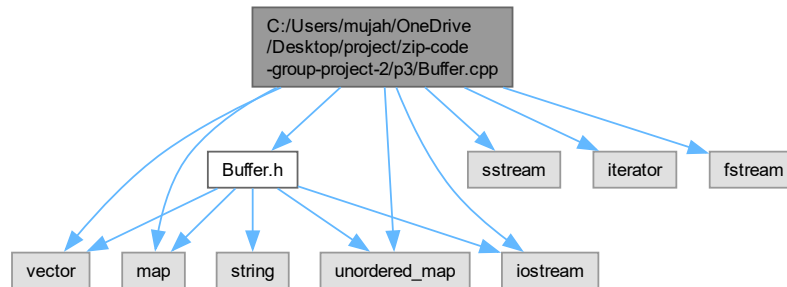 C:/Users/mujah/OneDrive
/Desktop/project/zip-code
-group-project-2/p3/Buffer.cpp
Buffer.h
sstream
iterator
fstream
vector
map
string
unordered_map
iostream